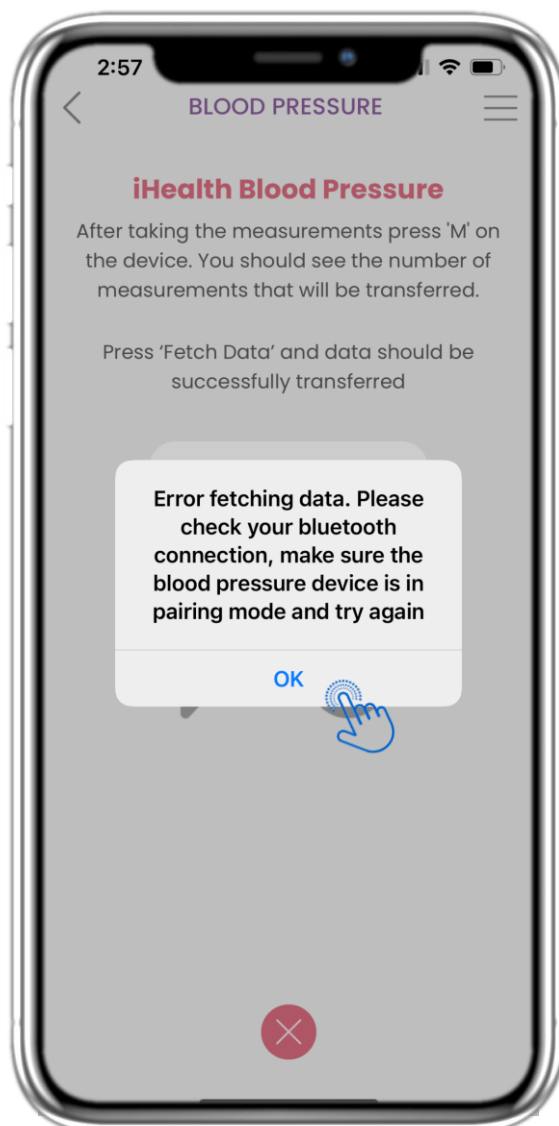 2:57
BLOOD PRESSURE
iHealth Blood Pressure
After taking the measurements press 'M' on
the device. You should see the number of
measurements that will be transferred.
Press ‘Fetch Data’ and data should be
successfully transferred
Error fetching data. Please
check your bluetooth
connection, make sure the
blood pressure device is in
pairing mode and try again
OK